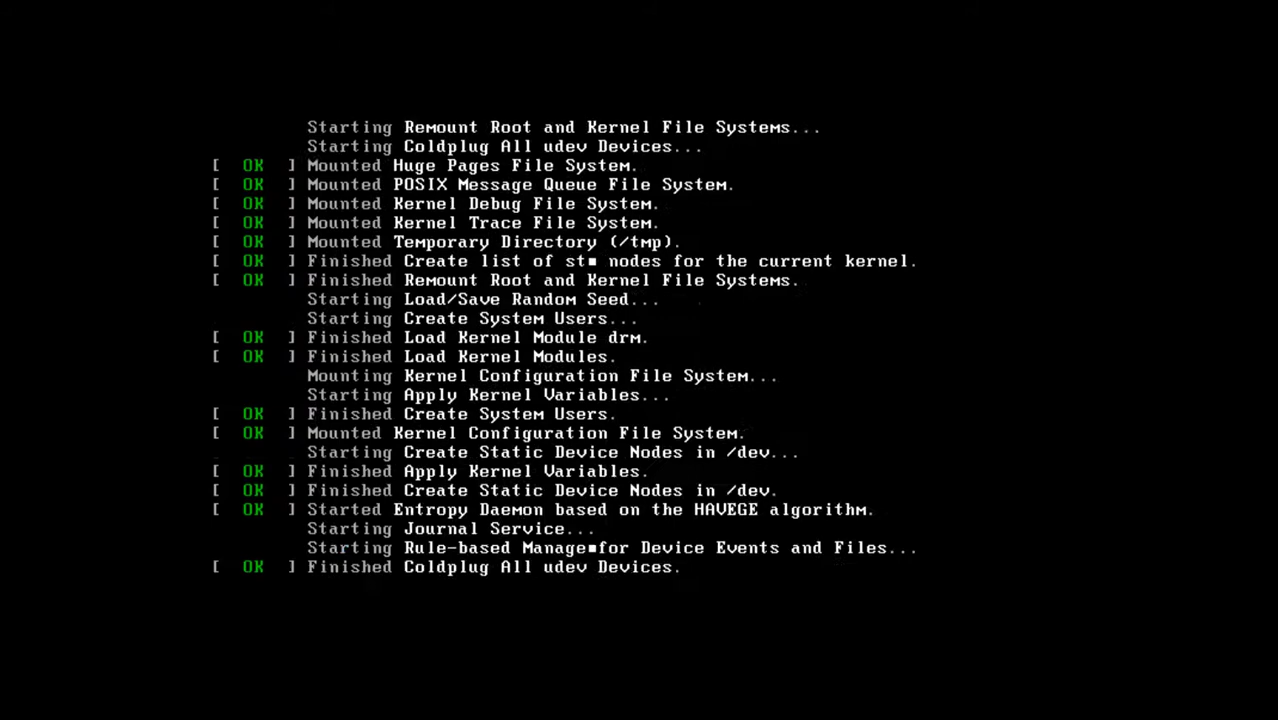 Starting Remount Root and Kernel File Systems...
Starting Coldplug All udev Devices...
[  OK  ] Mounted Huge Pages File System.
[  OK  ] Mounted POSIX Message Queue File System.
[  OK  ] Mounted Kernel Debug File System.
[  OK  ] Mounted Kernel Trace File System.
[  OK  ] Mounted Temporary Directory (/tmp).
[  OK  ] Finished Create list of st■ nodes for the current kernel.
[  OK  ] Finished Remount Root and Kernel File Systems.
Starting Load/Save Random Seed...
Starting Create System Users...
[  OK  ] Finished Load Kernel Module drm.
[  OK  ] Finished Load Kernel Modules.
Mounting Kernel Configuration File System...
Starting Apply Kernel Variables...
[  OK  ] Finished Create System Users.
[  OK  ] Mounted Kernel Configuration File System.
Starting Create Static Device Nodes in /dev...
[  OK  ] Finished Apply Kernel Variables.
[  OK  ] Finished Create Static Device Nodes in /dev.
[  OK  ] Started Entropy Daemon based on the HAVEGE algorithm.
Starting Journal Service...
Starting Rule-based Manage■for Device Events and Files...
[  OK  ] Finished Coldplug All udev Devices.